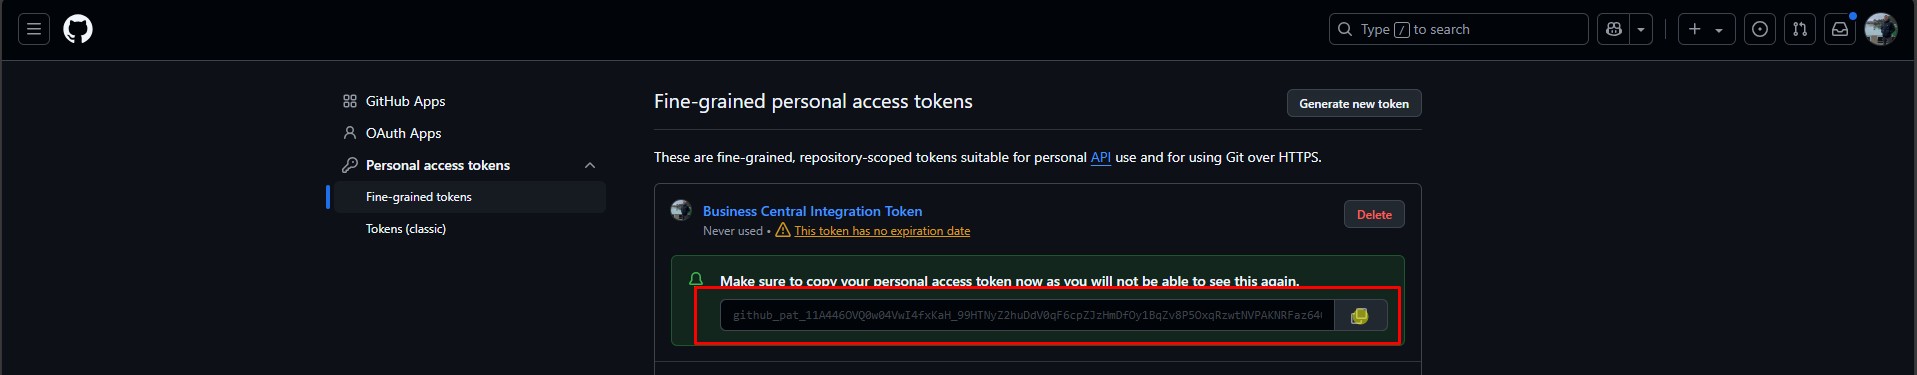 Type / to search
GitHub Apps
OAuth Apps
Personal access tokens
Fine-grained tokens
Tokens (classic)
Fine-grained personal access tokens
Generate new token
These are fine-grained, repository-scoped tokens suitable for personal API use and for using Git over HTTPS.
Business Central Integration Token
Delete
Never used • This token has no expiration date
Make sure to copy your personal access token now as you will not be able to see this again.